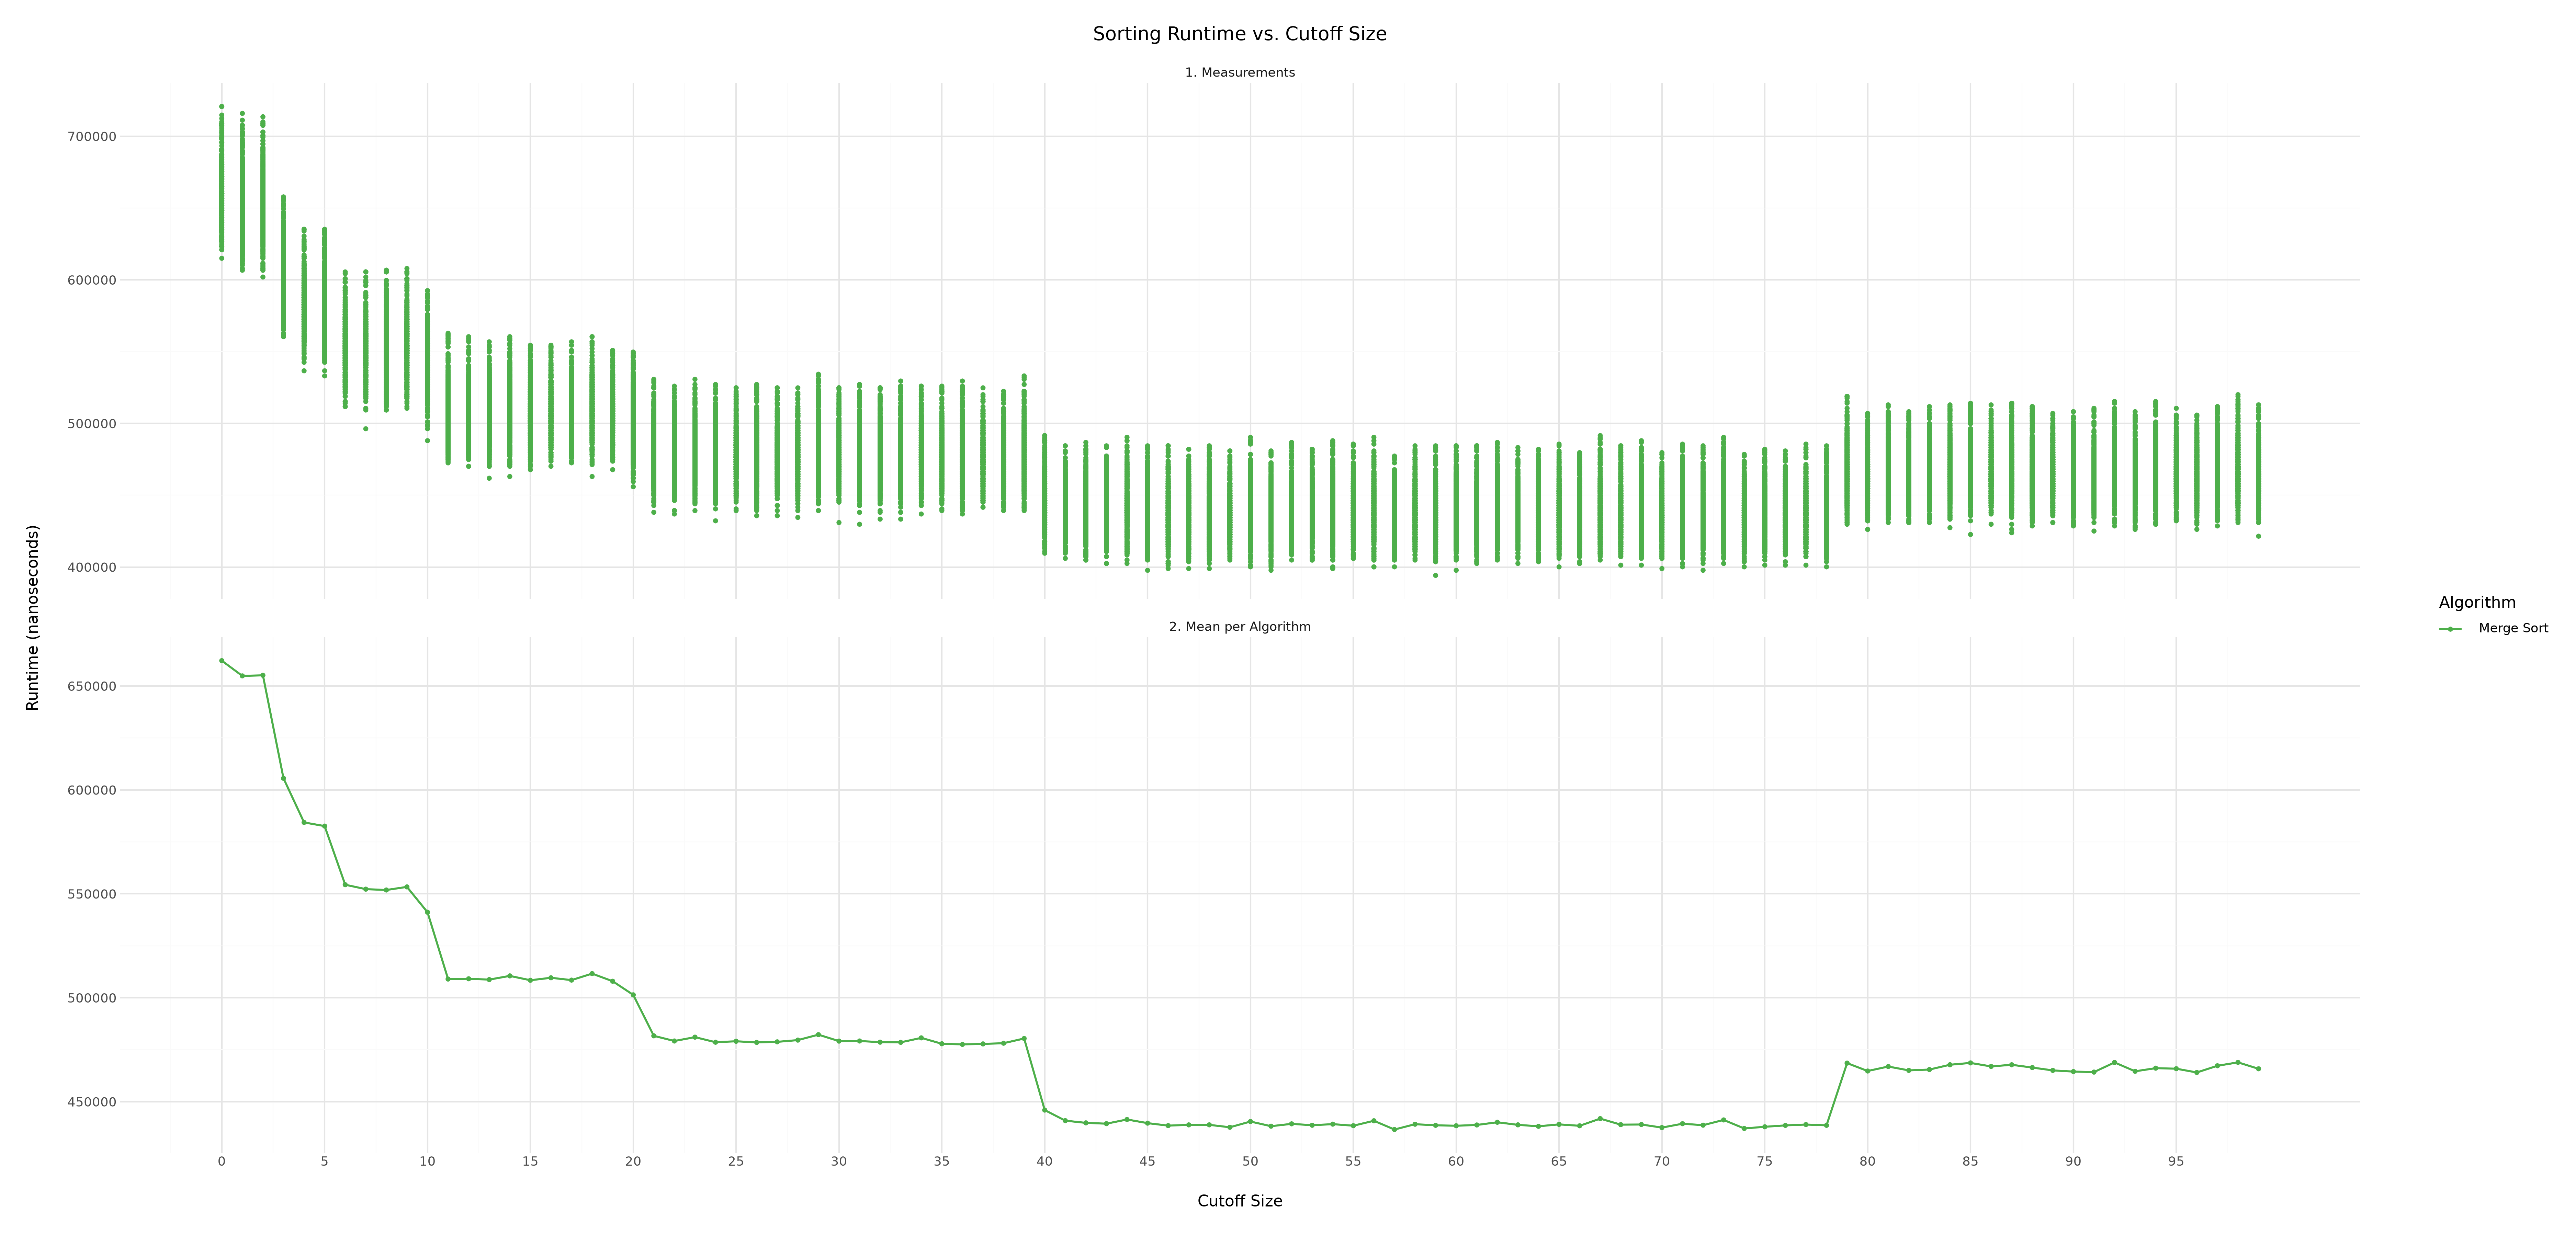 Sorting Runtime vs. Cutoff Size
1. Measurements
700000
600000
500000
400000
Runtime (nanoseconds)
2. Mean per Algorithm
650000
600000
550000
500000
450000
0 5 10 15 20 25 30 35 40 45 50 55 60 65 70 75 80 85 90 95
Cutoff Size
Algorithm
Merge Sort